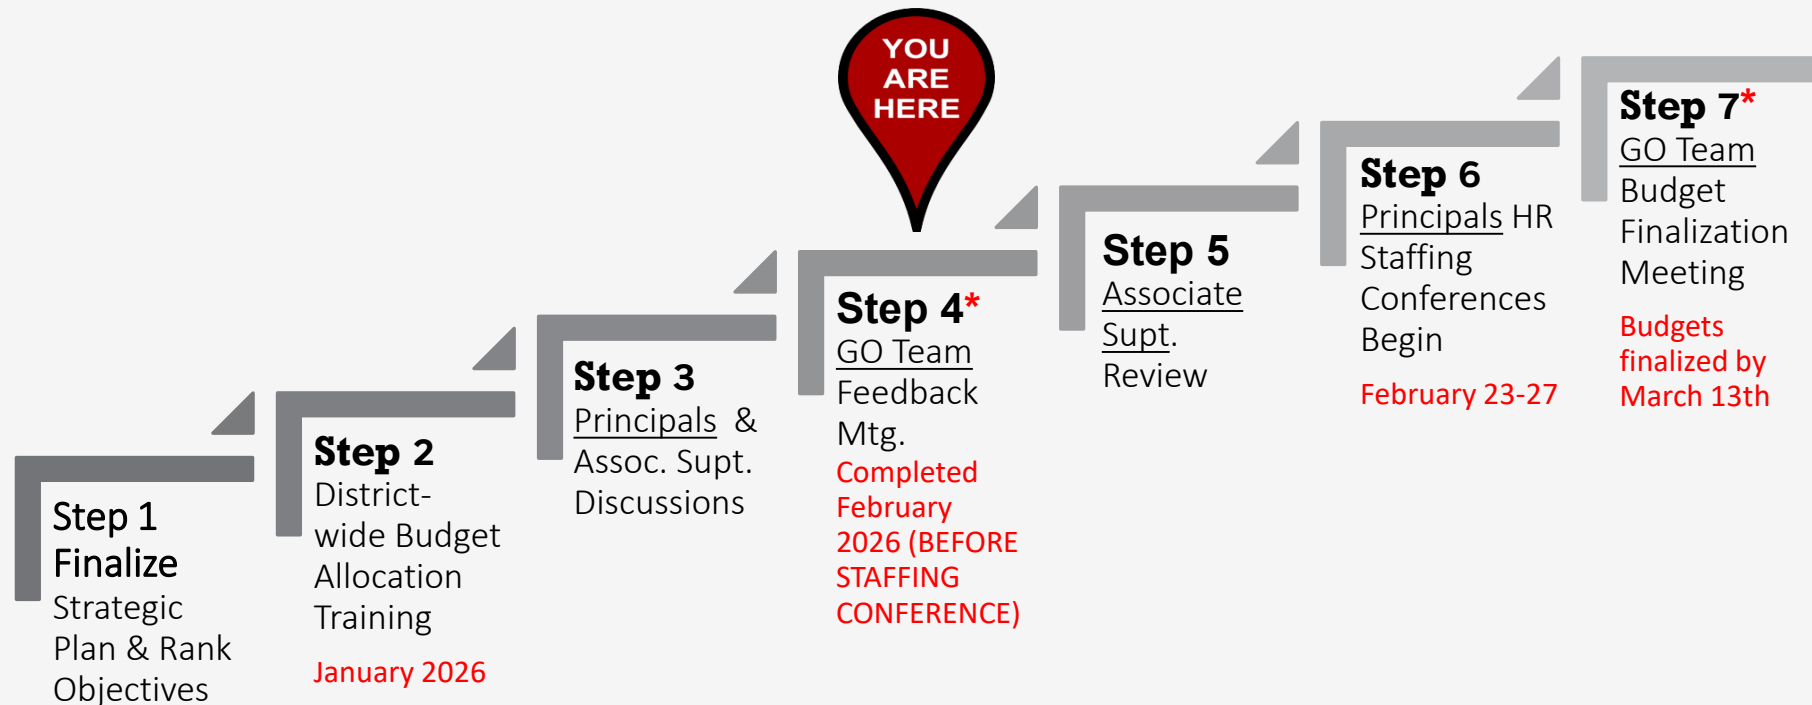 YOU
ARE
HERE
Step 1
Finalize
Strategic
Plan & Rank
Objectives
Step 2
District-
wide Budget
Allocation
Training
January 2026
Step 3
Principals & 
Assoc. Supt.
Discussions
Step 4*
GO Team
Feedback
Mtg.
Completed
February
2026 (BEFORE
STAFFING
CONFERENCE)
Step 5
Associate
Supt.
Review
Step 6
Principals HR
Staffing
Conferences
Begin
February 23-27
Step 7*
GO Team
Budget
Finalization
Meeting
Budgets
finalized by
March 13th